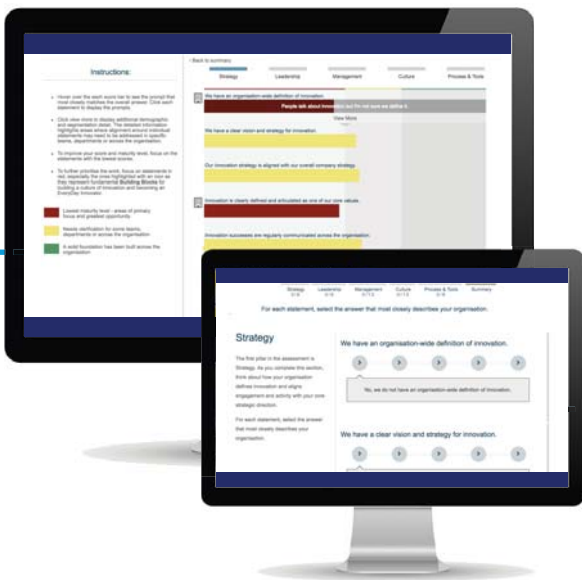 ‹ Back to summary
Instructions:
Strategy
Leadership
Management
Culture
Process & Tools
• Hover over the each score bar to see the prompt that
most closely matches the overall answer. Click each
statement to display the prompts.
• Click view more to display additional demographic
and segmentation detail. The detailed information
highlights areas where alignment around individual
statements may need to be addressed in specific
teams, departments or across the organisation.
• To improve your score and maturity level, focus on the
statements with the lowest scores.
• To further prioritise the work, focus on statements in
red, especially the ones highlighted with an icon as
they represent fundamental Building Blocks for
building a culture of innovation and becoming an
EveryDay Innovator.
Lowest maturity level - areas of primary
focus and greatest opportunity
Needs clarification for some teams,
departments or across the organisation
A solid foundation has been built across the
organisation
We have an organisation-wide definition of innovation.
People talk about innovation but I'm not sure we define it.
View More
We have a clear vision and strategy for innovation.
Our innovation strategy is aligned with our overall company strategy.
Innovation is clearly defined and articulated as one of our core values.
Innovation successes are regularly communicated across the organisation.
Strategy
Leadership
Management
Culture
Process & Tools
Summary
For each statement, select the answer that most closely describes your organisation.
Strategy
The first pillar in the assessment is
Strategy. As you complete this section,
think about how your organisation
defines innovation and aligns
engagement and activity with your core
strategic direction.
For each statement, select the answer
that most closely describes your
organisation.
We have an organisation-wide definition of innovation.
No, we do not have an organisation-wide definition of innovation.
We have a clear vision and strategy for innovation.